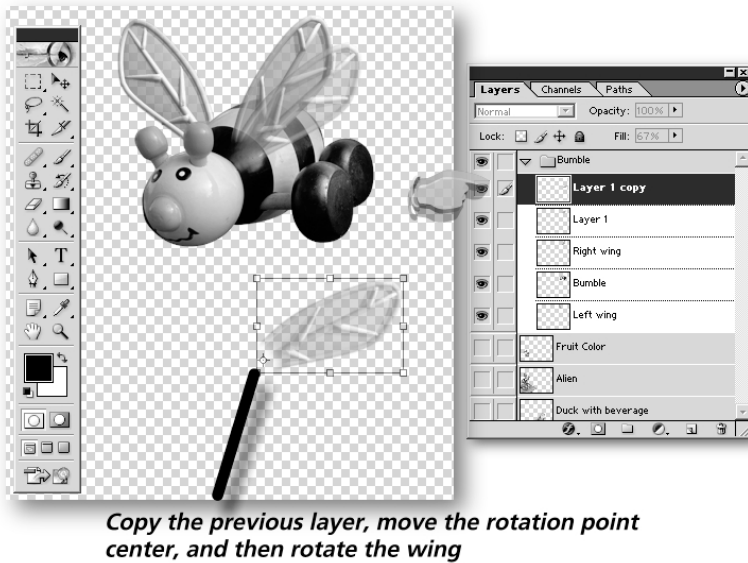 Layers Channels Paths
Normal Opacity: 100%
Lock: Fill: 67%
Bumble
Layer 1 copy
Layer 1
Right wing
Bumble
Left wing
Fruit Color
Alien
Duck with beverage
T
Copy the previous layer, move the rotation point
center, and then rotate the wing